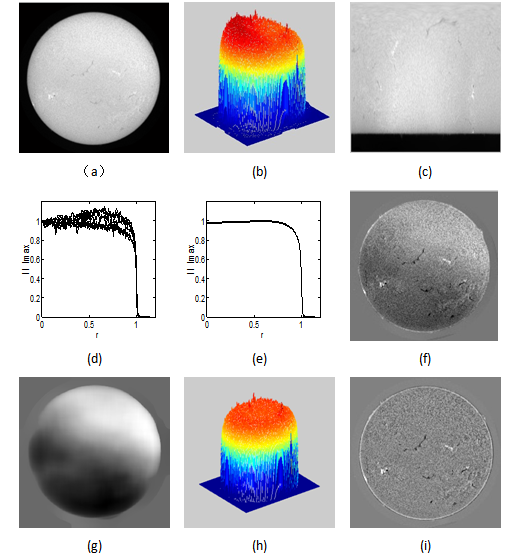 （a）
(b)
(c)
1
0.8
0.6
0.4
0.2
0
I / Imax
0
0.5
1
r
1
0.8
0.6
0.4
0.2
0
I / Imax
0
0.5
1
r
(d)
(e)
(f)
(g)
(h)
(i)